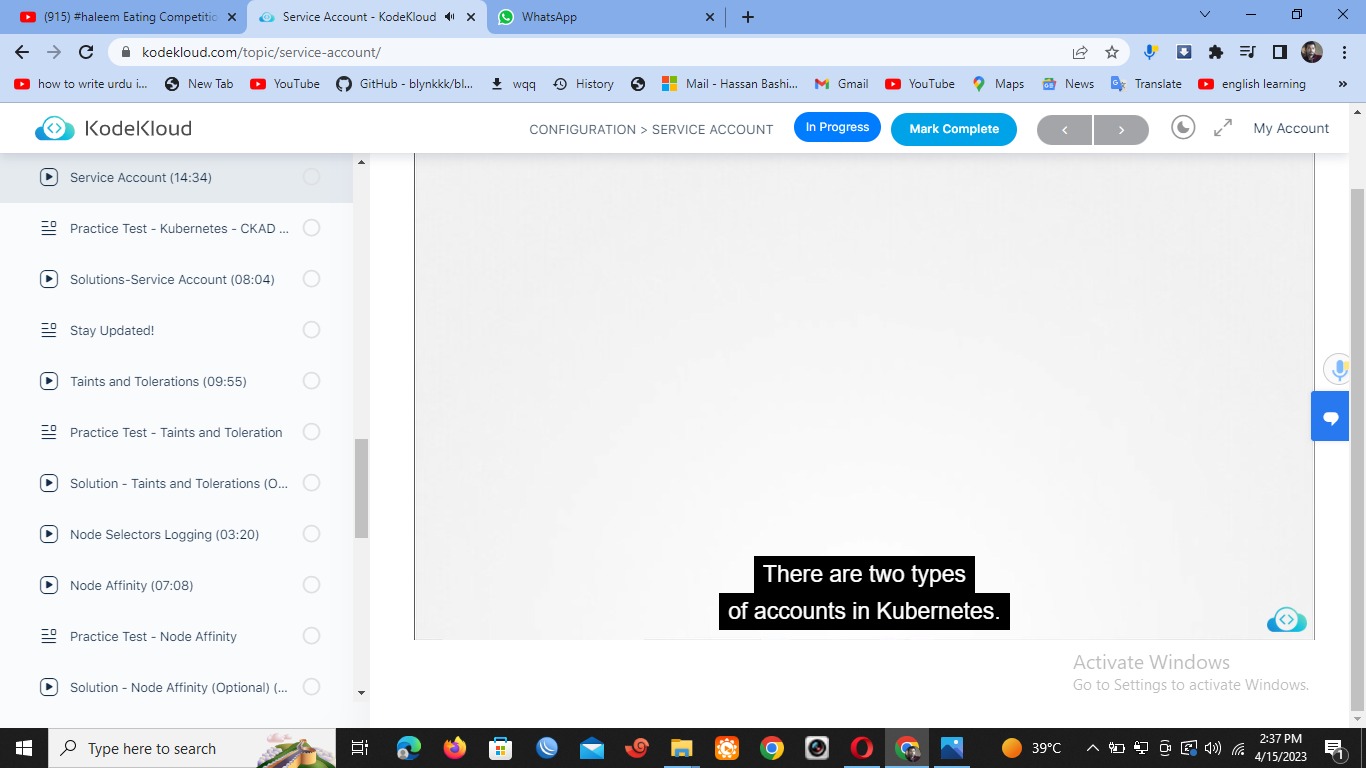 (915) #haleem Eating Competitio
Service Account - KodeKloud
WhatsApp
kodekloud.com/topic/service-account/
how to write urdu i...
New Tab
YouTube
GitHub - blynkkk/bl...
wqq
History
Mail - Hassan Bashi...
Gmail
YouTube
Maps
News
Translate
english learning
»
KodeKloud
CONFIGURATION > SERVICE ACCOUNT
In Progress
Mark Complete
My Account
Service Account (14:34)
Practice Test - Kubernetes - CKAD ...
Solutions-Service Account (08:04)
Stay Updated!
Taints and Tolerations (09:55)
Practice Test - Taints and Toleration
Solution - Taints and Tolerations (O...
Node Selectors Logging (03:20)
Node Affinity (07:08)
Practice Test - Node Affinity
Solution - Node Affinity (Optional) (...
There are two types
of accounts in Kubernetes.
Activate Windows
Go to Settings to activate Windows.
Type here to search
39°C
2:37 PM
4/15/2023
1